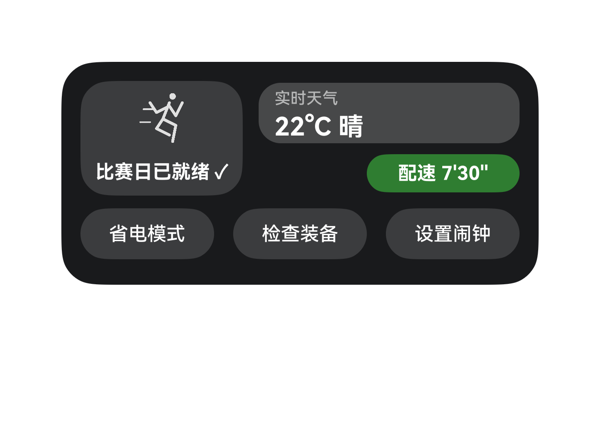 比赛日已就绪 ✓
实时天气
22°C 晴
配速 7'30"
省电模式
检查装备
设置闹钟